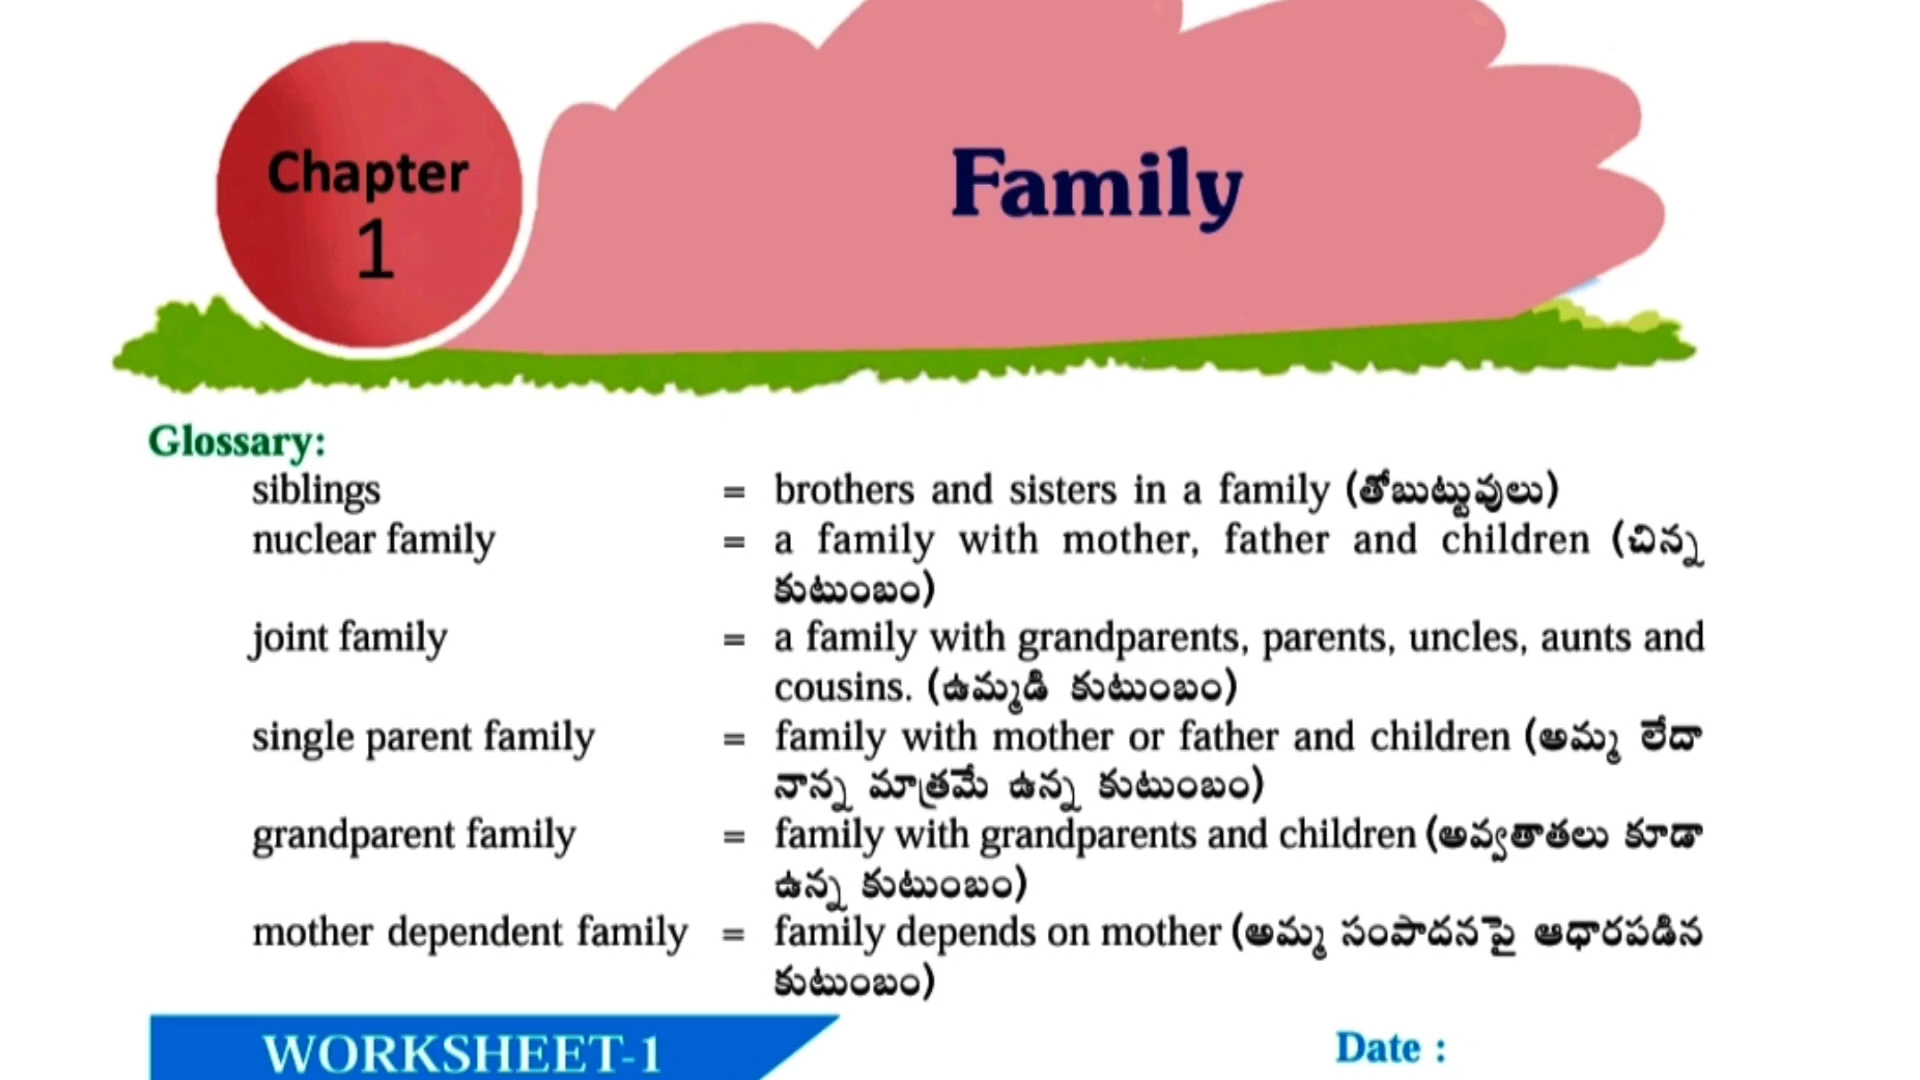 Chapter
1
Family
Glossary:
siblings = brothers and sisters in a family (తోబుట్టువులు)
nuclear family = a family with mother, father and children (చిన్న
కుటుంబం)
joint family = a family with grandparents, parents, uncles, aunts and
cousins. (ఉమ్మడి కుటుంబం)
single parent family = family with mother or father and children (అమ్మ లేదా
నాన్న మాత్రమే ఉన్న కుటుంబం)
grandparent family = family with grandparents and children (అవ్వతాతలు కూడా
ఉన్న కుటుంబం)
mother dependent family = family depends on mother (అమ్మ సంపాదనపై ఆధారపడిన
కుటుంబం)
WORKSHEET-1
Date :